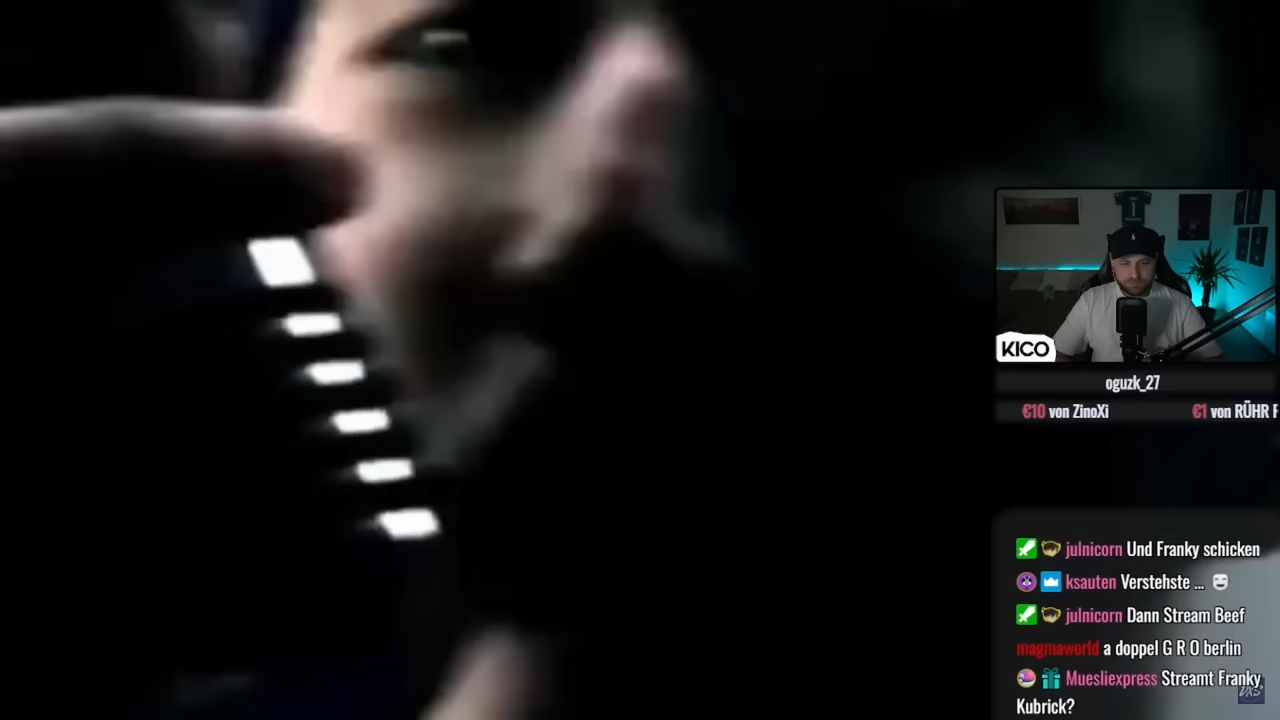 KICO
oguzk_27
€10 von ZinoXi €1 von RÜHR
julnicorn Und Franky schicken
ksauten Verstehste ...
julnicorn Dann Stream Beef
magmaworld a doppel G R O berlin
Muesliexpress Streamt Franky
Kubrick?